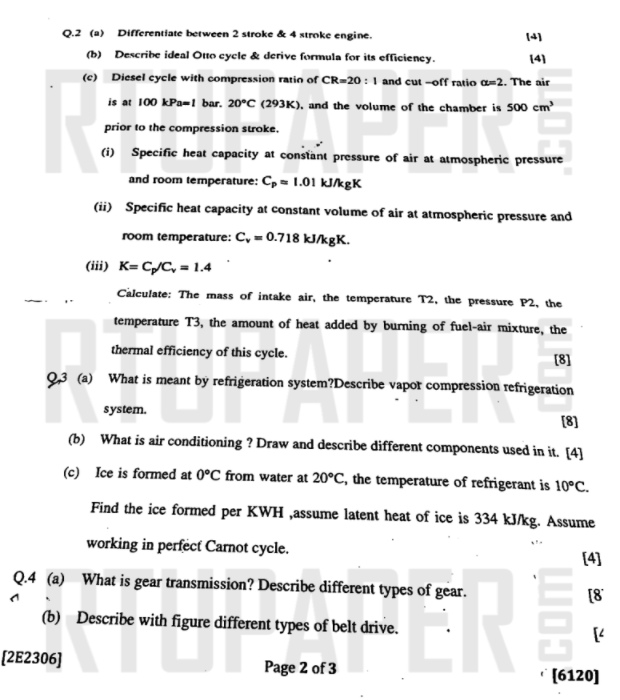 Q.2 (a) Differentiate between 2 stroke & 4 stroke engine. [4]
(b) Describe ideal Otto cycle & derive formula for its efficiency. [4]
(c) Diesel cycle with compression ratio of CR=20 : 1 and cut –off ratio α=2. The air
is at 100 kPa=1 bar. 20°C (293K), and the volume of the chamber is 500 cm³
prior to the compression stroke.
(i) Specific heat capacity at constant pressure of air at atmospheric pressure
and room temperature: Cp = 1.01 kJ/kgK
(ii) Specific heat capacity at constant volume of air at atmospheric pressure and
room temperature: Cv = 0.718 kJ/kgK.
(iii) K= Cp/Cv = 1.4
Calculate: The mass of intake air, the temperature T2, the pressure P2, the
temperature T3, the amount of heat added by burning of fuel-air mixture, the
thermal efficiency of this cycle. [8]
Q.3 (a) What is meant by refrigeration system?Describe vapor compression refrigeration
system. [8]
(b) What is air conditioning ? Draw and describe different components used in it. [4]
(c) Ice is formed at 0°C from water at 20°C, the temperature of refrigerant is 10°C.
Find the ice formed per KWH ,assume latent heat of ice is 334 kJ/kg. Assume
working in perfect Carnot cycle. [4]
Q.4 (a) What is gear transmission? Describe different types of gear. [8
(b) Describe with figure different types of belt drive. [4
[2E2306] Page 2 of 3 [6120]
RTUPAPER.com
RTUPAPER.com
RTUPAPER.com